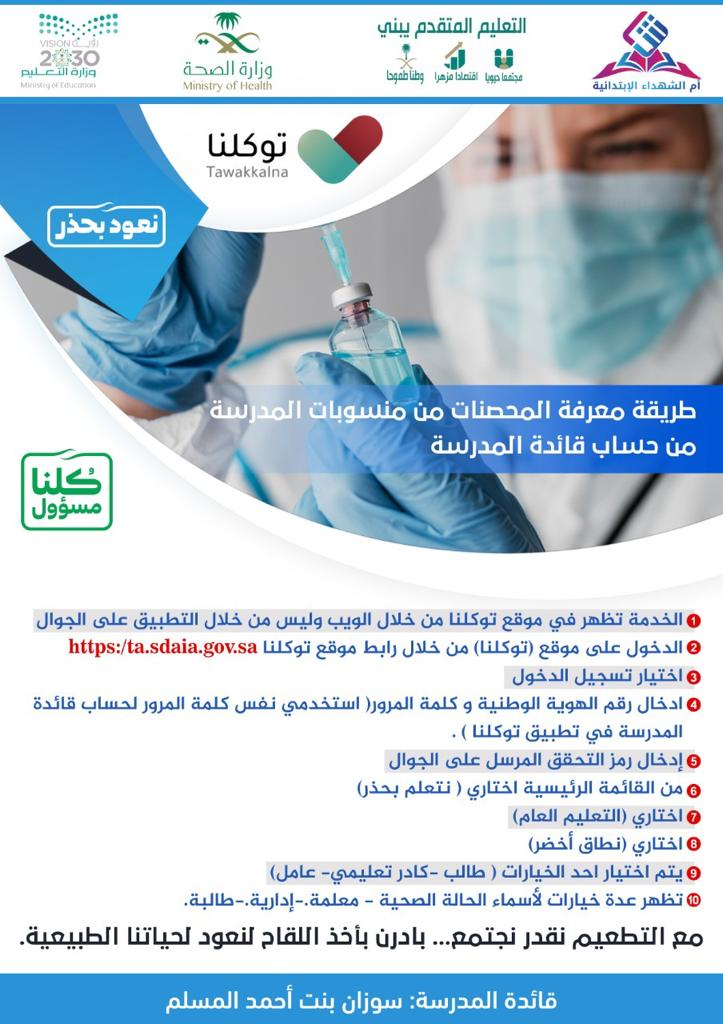 أم الشهداء الإبتدائية
التعليم المتقدم يبني
مجتمعا حيويا
اقتصادا مزهرا
وطنا طموحا
وزارة الصحة
Ministry of Health
رؤية VISION
2030
وزارة التعليم
Ministry of Education
توكلنا
Tawakkalna
نعود بحذر
طريقة معرفة المحصنات من منسوبات المدرسة
من حساب قائدة المدرسة
كُلنا
مسؤول
1 الخدمة تظهر في موقع توكلنا من خلال الويب وليس من خلال التطبيق على الجوال
2 الدخول على موقع (توكلنا) من خلال رابط موقع توكلنا https:/ta.sdaia.gov.sa
3 اختيار تسجيل الدخول
4 ادخال رقم الهوية الوطنية و كلمة المرور( استخدمي نفس كلمة المرور لحساب قائدة
المدرسة في تطبيق توكلنا ) .
5 إدخال رمز التحقق المرسل على الجوال
6 من القائمة الرئيسية اختاري ( نتعلم بحذر)
7 اختاري (التعليم العام)
8 اختاري (نطاق أخضر)
9 يتم اختيار احد الخيارات ( طالب -كادر تعليمي- عامل)
10 تظهر عدة خيارات لأسماء الحالة الصحية - معلمة.-إدارية.-طالبة.
مع التطعيم نقدر نجتمع... بادرن بأخذ اللقاح لنعود لحياتنا الطبيعية.
قائدة المدرسة: سوزان بنت أحمد المسلم